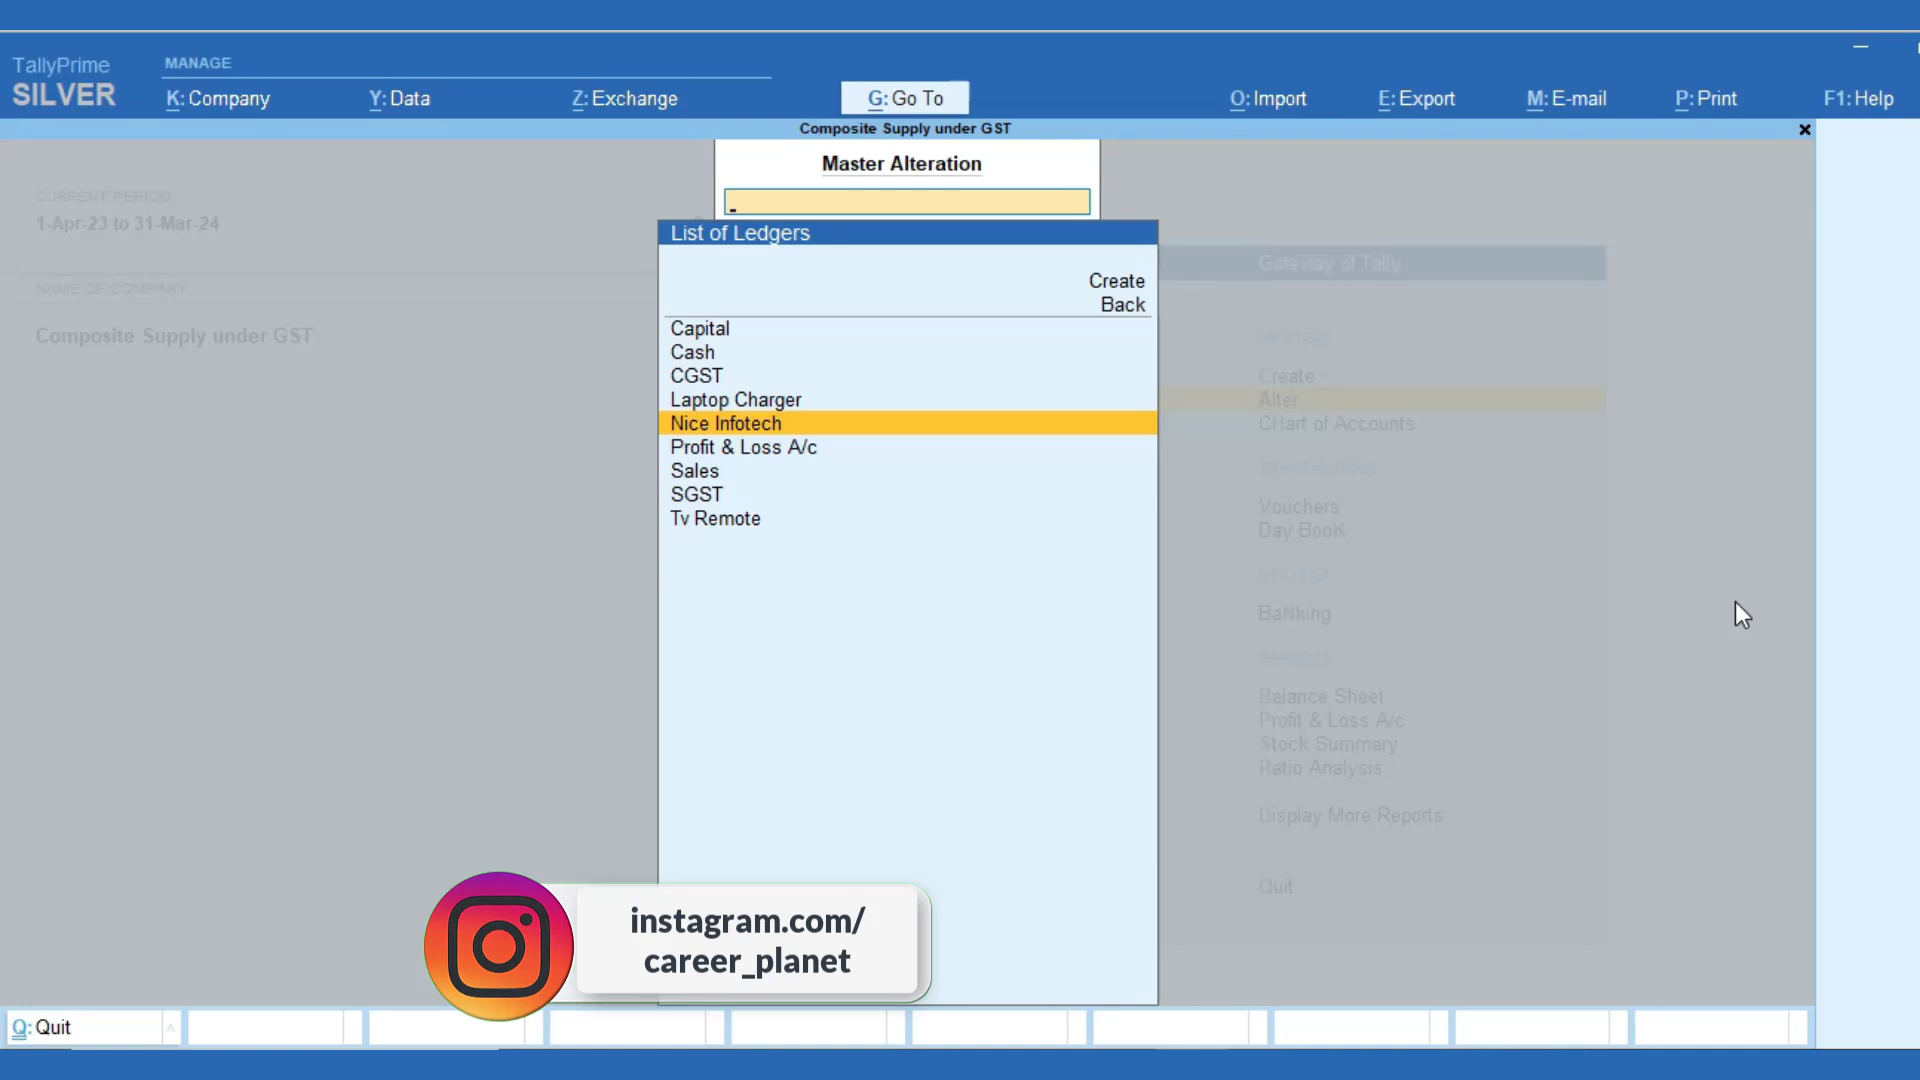 TallyPrime
SILVER
MANAGE
K: Company
Y: Data
Z: Exchange
G: Go To
O: Import
E: Export
M: E-mail
P: Print
F1: Help
Composite Supply under GST
Master Alteration
CURRENT PERIOD
1-Apr-23 to 31-Mar-24
NAME OF COMPANY
Composite Supply under GST
List of Ledgers
Create
Back
Capital
Cash
CGST
Laptop Charger
Nice Infotech
Profit & Loss A/c
Sales
SGST
Tv Remote
Gateway of Tally
MASTERS
Create
Alter
CHart of Accounts
TRANSACTIONS
Vouchers
Day BooK
UTILITIES
BaNking
REPORTS
Balance Sheet
Profit & Loss A/c
Stock Summary
Ratio Analysis
Display More Reports
Quit
instagram.com/
career_planet
Q: Quit